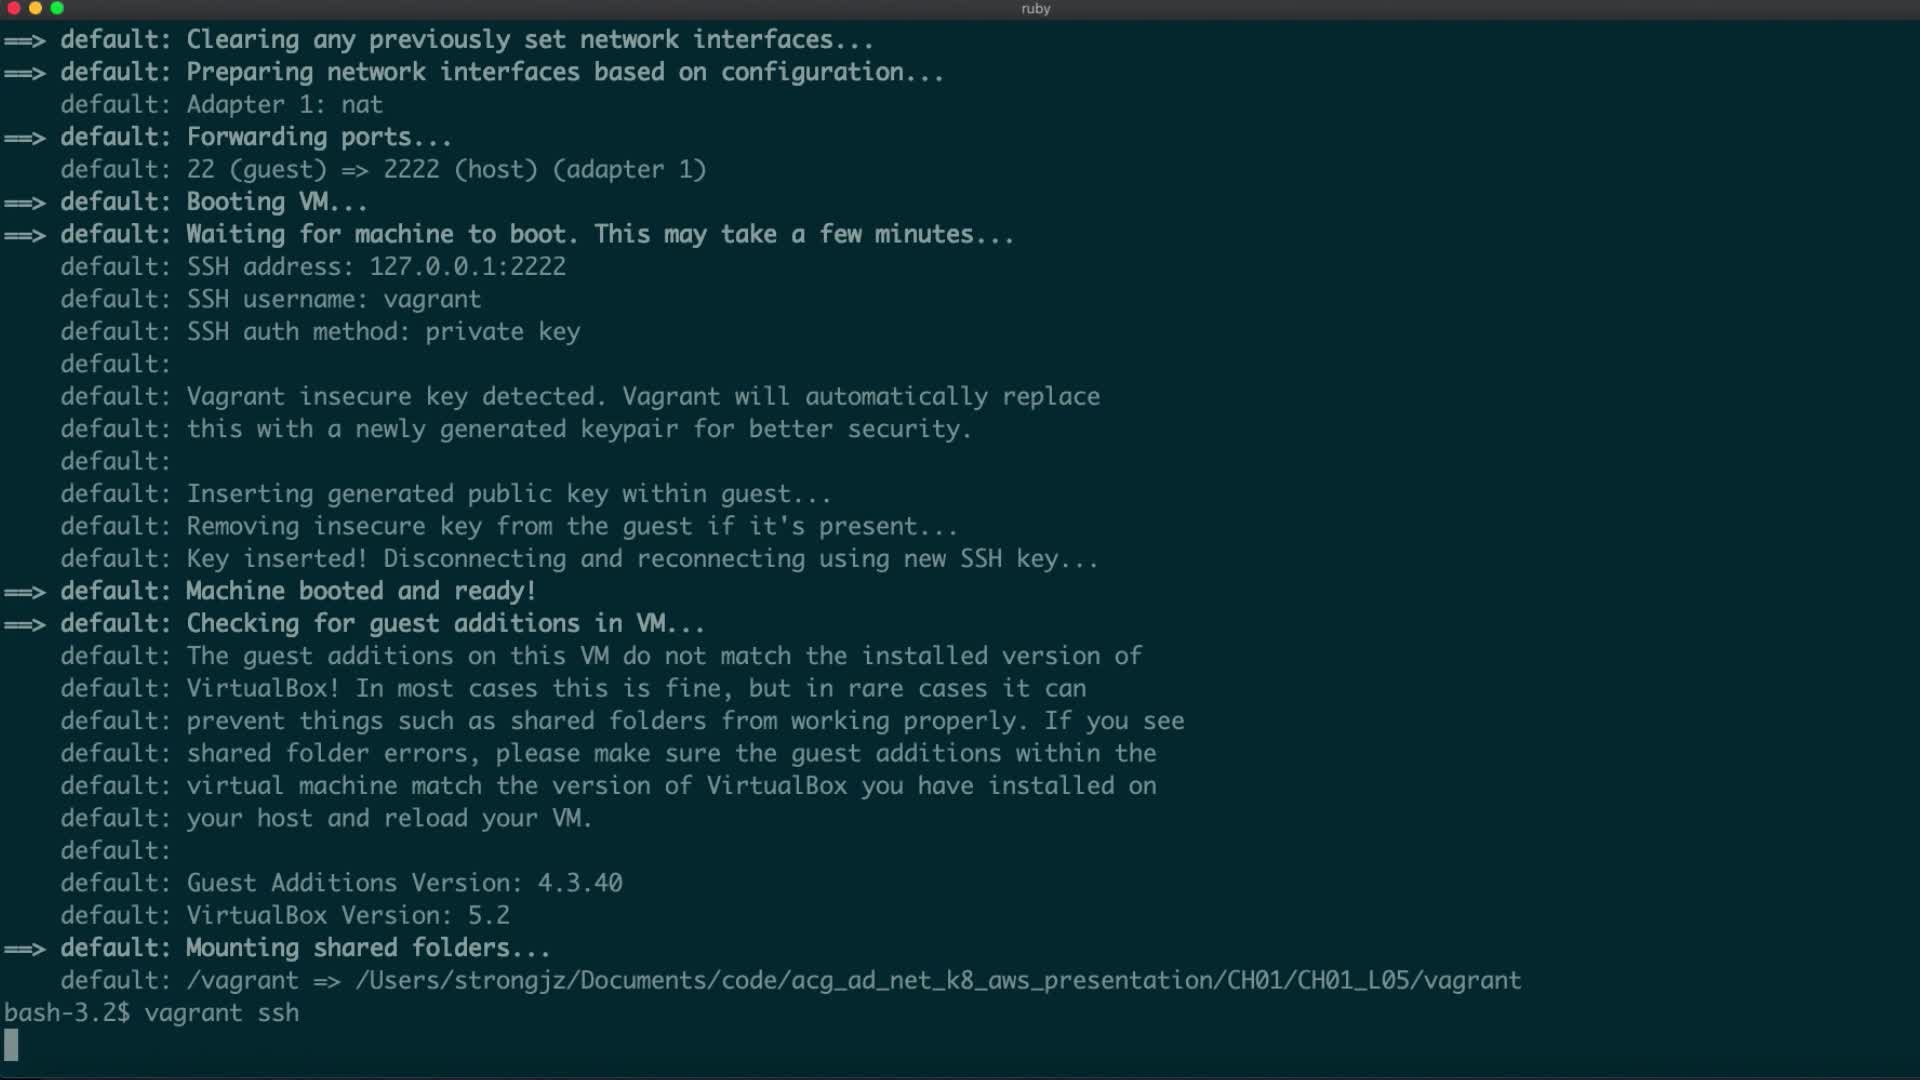 ruby
==> default: Clearing any previously set network interfaces...
==> default: Preparing network interfaces based on configuration...
    default: Adapter 1: nat
==> default: Forwarding ports...
    default: 22 (guest) => 2222 (host) (adapter 1)
==> default: Booting VM...
==> default: Waiting for machine to boot. This may take a few minutes...
    default: SSH address: 127.0.0.1:2222
    default: SSH username: vagrant
    default: SSH auth method: private key
    default:
    default: Vagrant insecure key detected. Vagrant will automatically replace
    default: this with a newly generated keypair for better security.
    default:
    default: Inserting generated public key within guest...
    default: Removing insecure key from the guest if it's present...
    default: Key inserted! Disconnecting and reconnecting using new SSH key...
==> default: Machine booted and ready!
==> default: Checking for guest additions in VM...
    default: The guest additions on this VM do not match the installed version of
    default: VirtualBox! In most cases this is fine, but in rare cases it can
    default: prevent things such as shared folders from working properly. If you see
    default: shared folder errors, please make sure the guest additions within the
    default: virtual machine match the version of VirtualBox you have installed on
    default: your host and reload your VM.
    default:
    default: Guest Additions Version: 4.3.40
    default: VirtualBox Version: 5.2
==> default: Mounting shared folders...
    default: /vagrant => /Users/strongjz/Documents/code/acg_ad_net_k8_aws_presentation/CH01/CH01_L05/vagrant
bash-3.2$ vagrant ssh